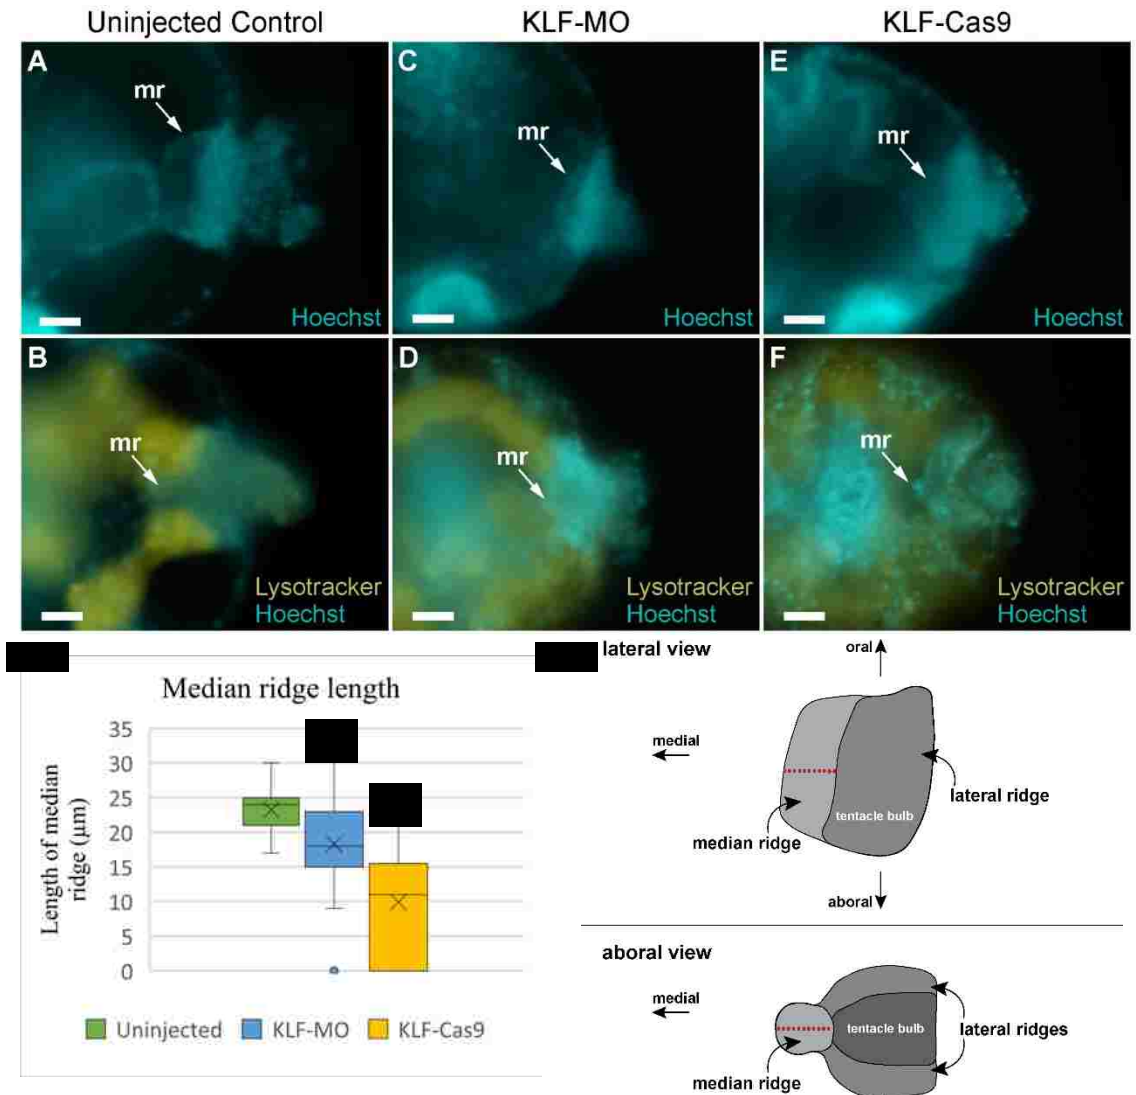 Uninjected Control
KLF-MO
KLF-Cas9
A
mr
Hoechst
C
mr
Hoechst
E
mr
Hoechst
B
mr
Lysotracker
Hoechst
D
mr
Lysotracker
Hoechst
F
mr
Lysotracker
Hoechst
Median ridge length
Length of median
ridge (μm)
35
30
25
20
15
10
5
0
Uninjected
KLF-MO
KLF-Cas9
lateral view
oral
medial
lateral ridge
tentacle bulb
median ridge
aboral
aboral view
medial
tentacle bulb
lateral ridges
median ridge